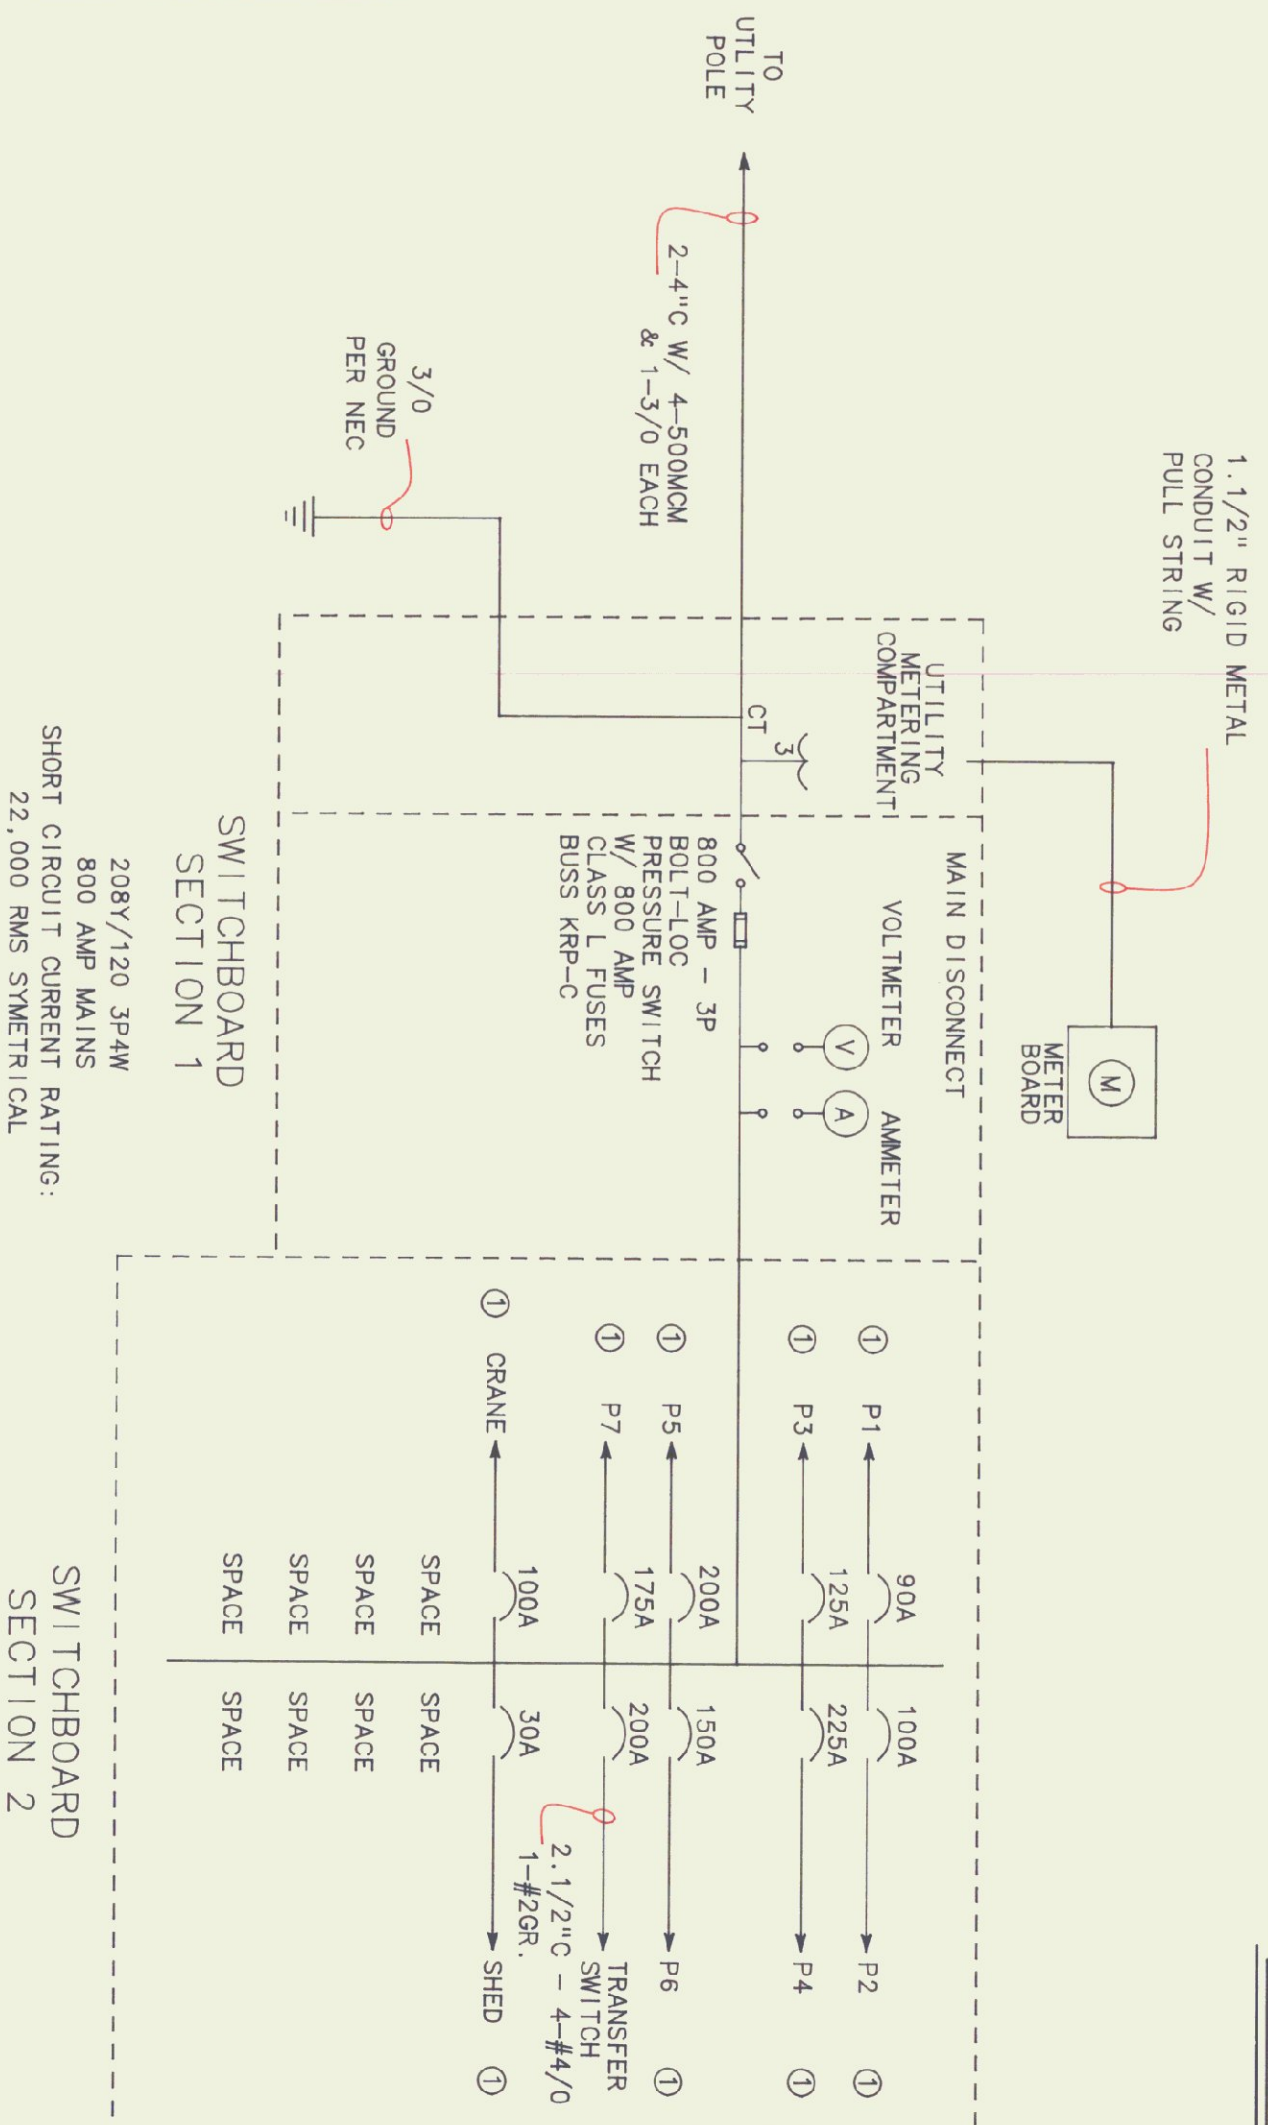 1.1/2" RIGID METAL
CONDUIT W/
PULL STRING
TO
UTLITY
POLE
2-4"C W/ 4-500MCM
& 1-3/0 EACH
3/0
GROUND
PER NEC
UTILITY
METERING
COMPARTMENT
CT
3
METER
BOARD
M
MAIN DISCONNECT
VOLTMETER
AMMETER
V
A
800 AMP - 3P
BOLT-LOC
PRESSURE SWITCH
W/ 800 AMP
CLASS L FUSES
BUSS KRP-C
SWITCHBOARD
SECTION 1
208Y/120 3P4W
800 AMP MAINS
SHORT CIRCUIT CURRENT RATING:
22,000 RMS SYMETRICAL
1 P1 90A 100A P2 1
1 P3 125A 225A P4 1
1 P5 200A 150A P6 1
1 P7 175A 200A TRANSFER
SWITCH
2.1/2"C - 4-#4/0
1-#2GR.
1 CRANE 100A 30A SHED 1
SPACE SPACE
SPACE SPACE
SPACE SPACE
SPACE SPACE
SWITCHBOARD
SECTION 2